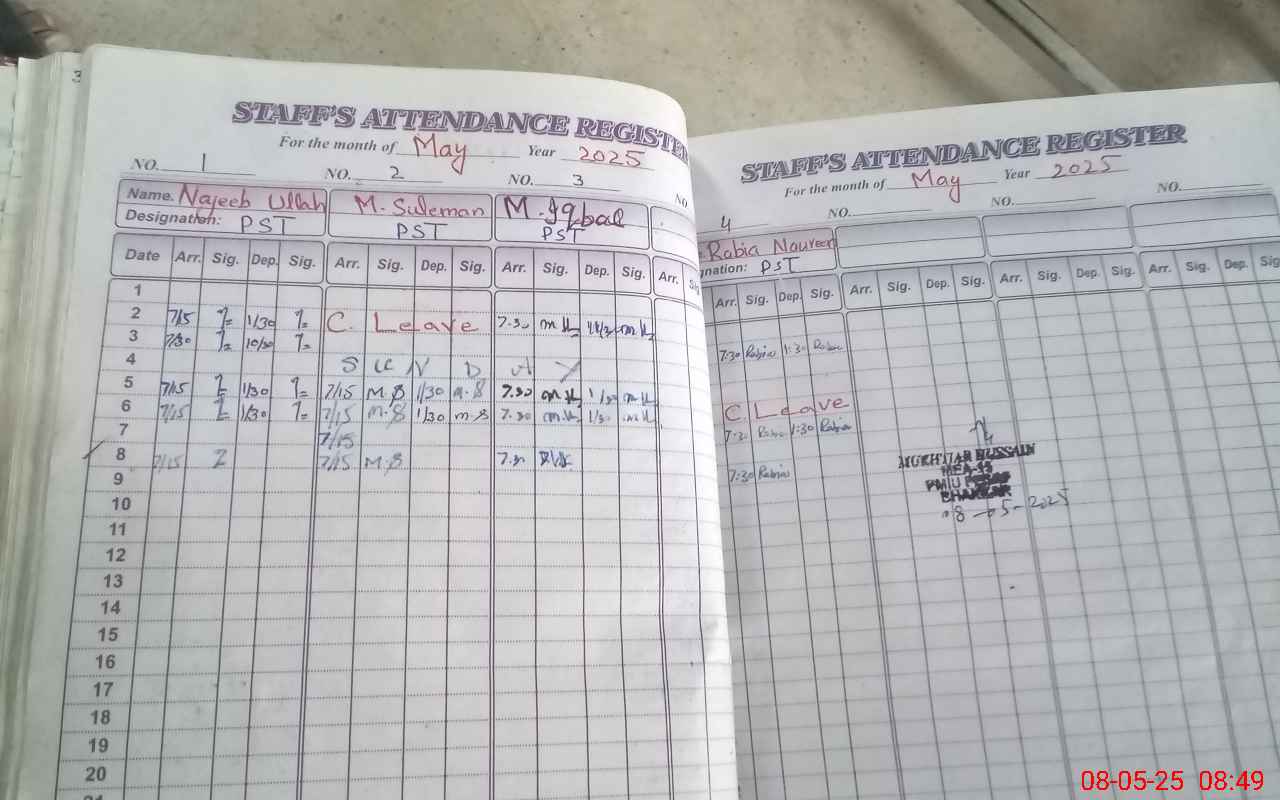 3
STAFF'S ATTENDANCE REGISTER
For the month of May Year 2025
NO. 1 NO. 2 NO. 3 NO.
Name. Najeeb Ullah M. Suleman M. Iqbal
Designation: PST PST PST
Date Arr. Sig. Dep. Sig. Arr. Sig. Dep. Sig. Arr. Sig. Dep. Sig. Arr.
1
2 7/15 1/30 C. Leave 7.30
3 7/30 10/30
4 SUNDAY
5 7/15 1/30 7/15 M.S 1/30 m.s 7.30
6 7/15 1/30 7/15 m.s 1/30 m.s 7.30 1/30
7 7/15
8 7/15 7/15 M.S 7.30
9
10
11
12
13
14
15
16
17
18
19
20
21
STAFF'S ATTENDANCE REGISTER
For the month of May Year 2025
4 NO. NO. NO.
Rabia Noureen
nation: PST
Arr. Sig. Dep. Sig. Arr. Sig. Dep. Sig. Arr. Sig. Dep. Sig. Arr. Sig. Dep. Sig
7:30 Rabia 1:30 Rabia
C. Leave
7:30 Rabia 1:30 Rabia
7:30 Rabia
MUKHTIAR HUSSAIN
PMIU
BHAKKAR
08-05-2025
08-05-25 08:49